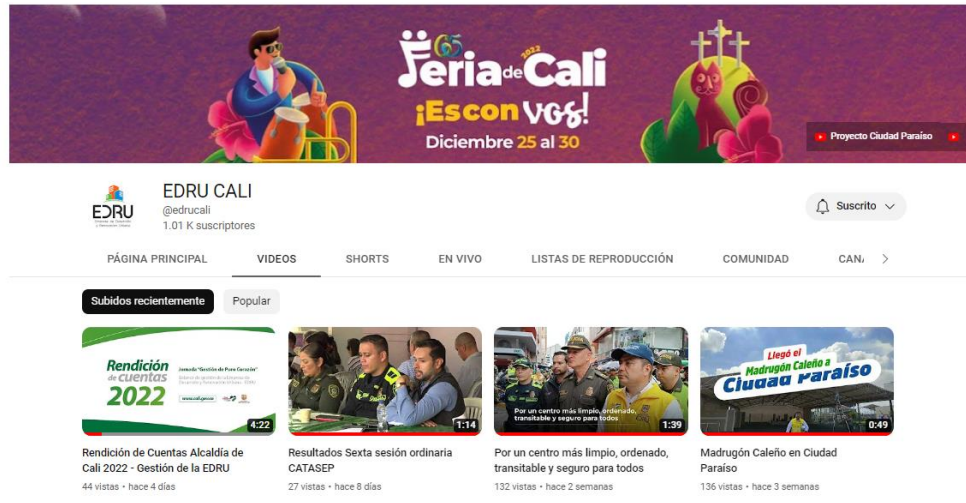 65
2022
Feria de Cali
¡Es con vos!
Diciembre 25 al 30
Proyecto Ciudad Paraíso
EDRU
EDRU CALI
@edrucali
1.01 K suscriptores
Suscrito
PÁGINA PRINCIPAL
VIDEOS
SHORTS
EN VIVO
LISTAS DE REPRODUCCIÓN
COMUNIDAD
CANA
Subidos recientemente
Popular
Rendición
de cuentas
2022
Jornada "Gestión de Puro Corazón"
www.cali.gov.co
4:22
1:14
Por un centro más limpio, ordenado,
transitable y seguro para todos
1:39
Llegó el
Madrugón Caleño a
Ciudad Paraíso
0:49
Rendición de Cuentas Alcaldía de
Cali 2022 - Gestión de la EDRU
44 vistas • hace 4 días
Resultados Sexta sesión ordinaria
CATASEP
27 vistas • hace 8 días
Por un centro más limpio, ordenado,
transitable y seguro para todos
132 vistas • hace 2 semanas
Madrugón Caleño en Ciudad
Paraíso
136 vistas • hace 3 semanas